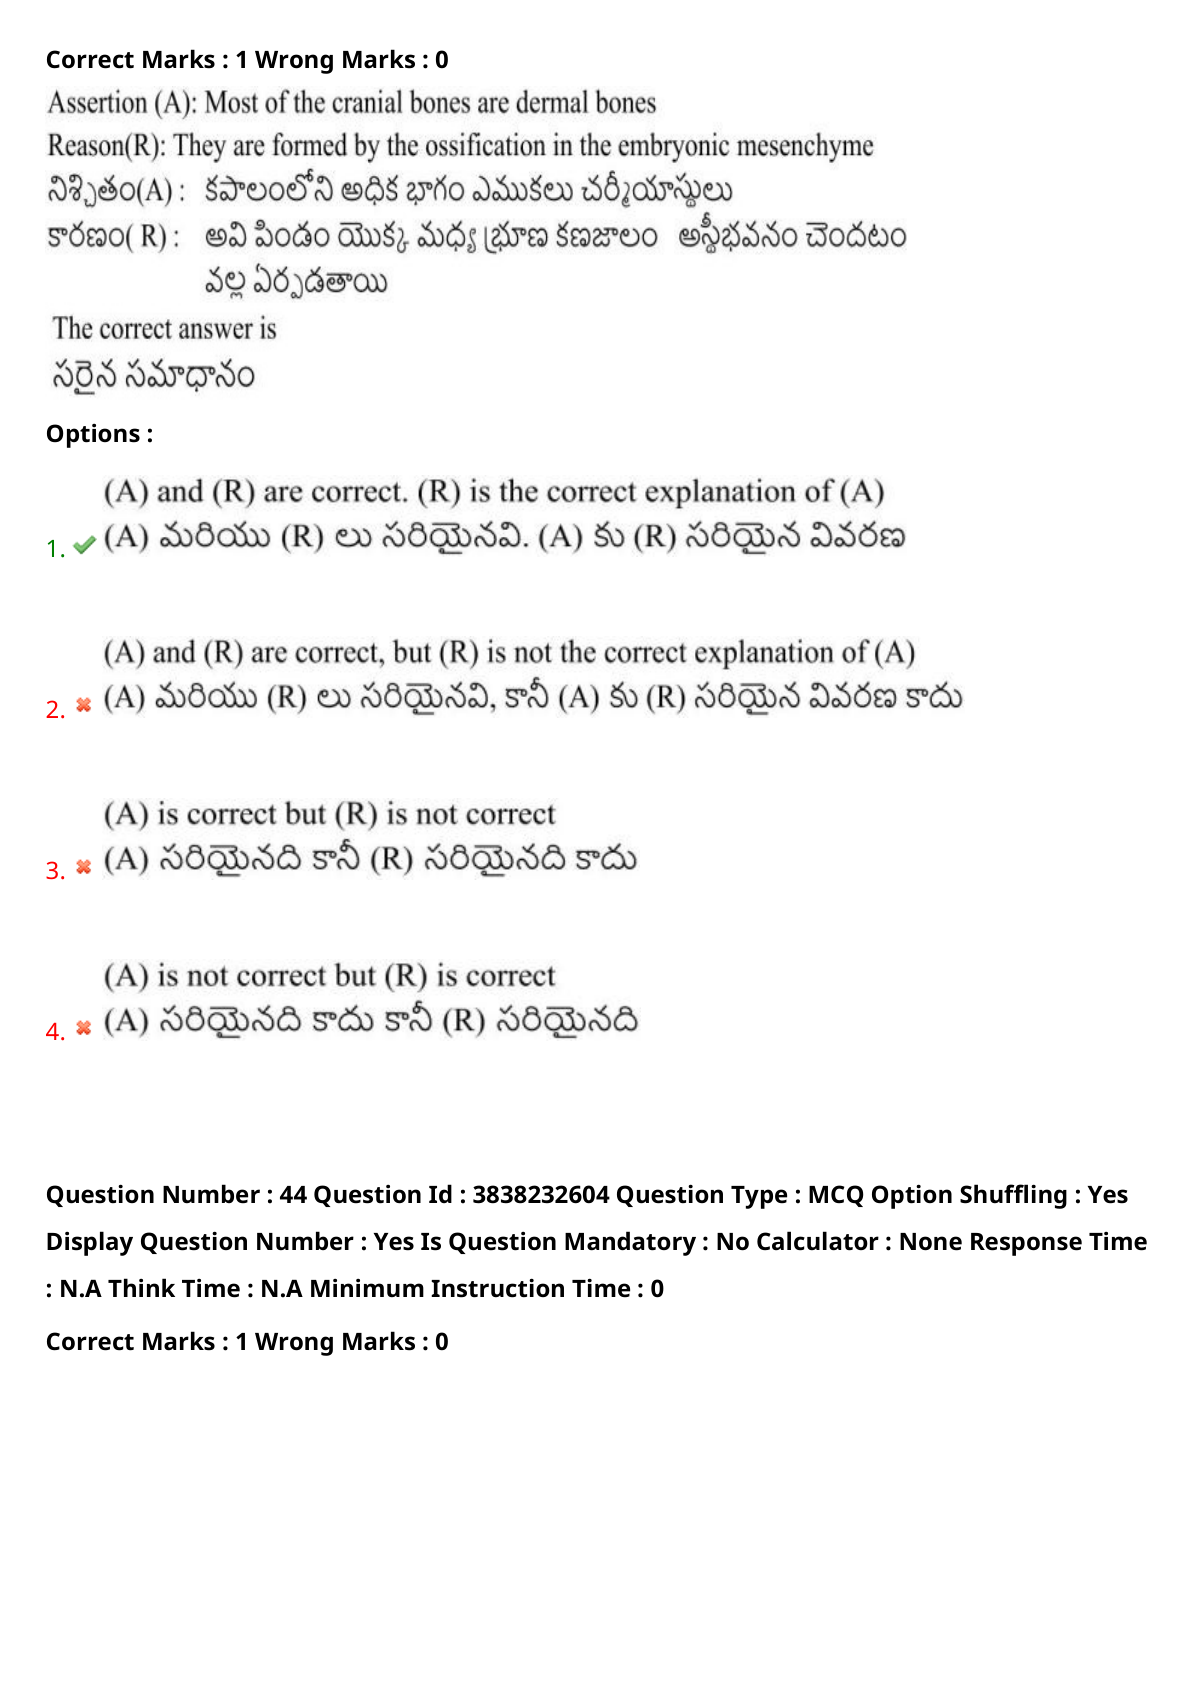 Correct Marks : 1 Wrong Marks : 0
Assertion (A): Most of the cranial bones are dermal bones
Reason(R): They are formed by the ossification in the embryonic mesenchyme
నిశ్చితం(A) : కపాలంలోని అధిక భాగం ఎముకలు చర్మీయాస్థులు
కారణం( R) : అవి పిండం యొక్క మధ్య భ్రూణ కణజాలం అస్థీభవనం చెందటం
వల్ల ఏర్పడతాయి
The correct answer is
సరైన సమాధానం
Options :
(A) and (R) are correct. (R) is the correct explanation of (A)
1. (A) మరియు (R) లు సరియైనవి. (A) కు (R) సరియైన వివరణ
(A) and (R) are correct, but (R) is not the correct explanation of (A)
2. (A) మరియు (R) లు సరియైనవి, కానీ (A) కు (R) సరియైన వివరణ కాదు
(A) is correct but (R) is not correct
3. (A) సరియైనది కానీ (R) సరియైనది కాదు
(A) is not correct but (R) is correct
4. (A) సరియైనది కాదు కానీ (R) సరియైనది
Question Number : 44 Question Id : 3838232604 Question Type : MCQ Option Shuffling : Yes
Display Question Number : Yes Is Question Mandatory : No Calculator : None Response Time
: N.A Think Time : N.A Minimum Instruction Time : 0
Correct Marks : 1 Wrong Marks : 0